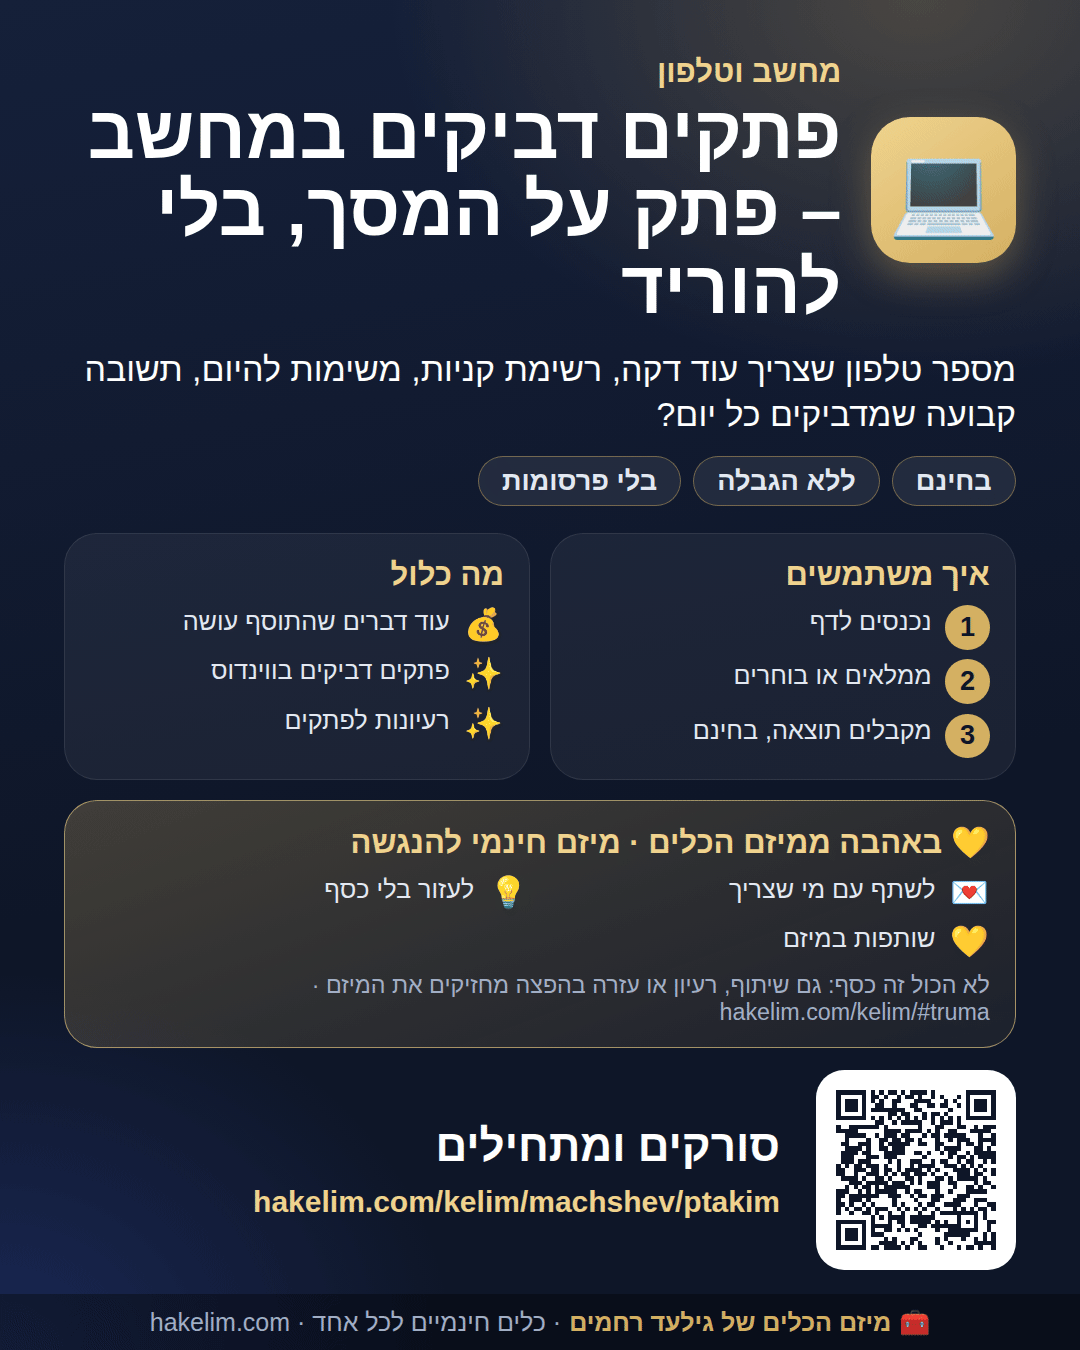 מחשב וטלפון
פתקים דביקים במחשב
– פתק על המסך, בלי
להוריד
מספר טלפון שצריך עוד דקה, רשימת קניות, משימות להיום, תשובה
קבועה שמדביקים כל יום?
בחינם
ללא הגבלה
בלי פרסומות
איך משתמשים
1 נכנסים לדף
2 ממלאים או בוחרים
3 מקבלים תוצאה, בחינם
מה כלול
עוד דברים שהתוסף עושה
פתקים דביקים בווינדוס
רעיונות לפתקים
באהבה ממיזם הכלים · מיזם חינמי להנגשה
לשתף עם מי שצריך
לעזור בלי כסף
שותפות במיזם
לא הכול זה כסף: גם שיתוף, רעיון או עזרה בהפצה מחזיקים את המיזם ·
hakelim.com/kelim/#truma
סורקים ומתחילים
hakelim.com/kelim/machshev/ptakim
מיזם הכלים של גילעד רחמים · כלים חינמיים לכל אחד · hakelim.com